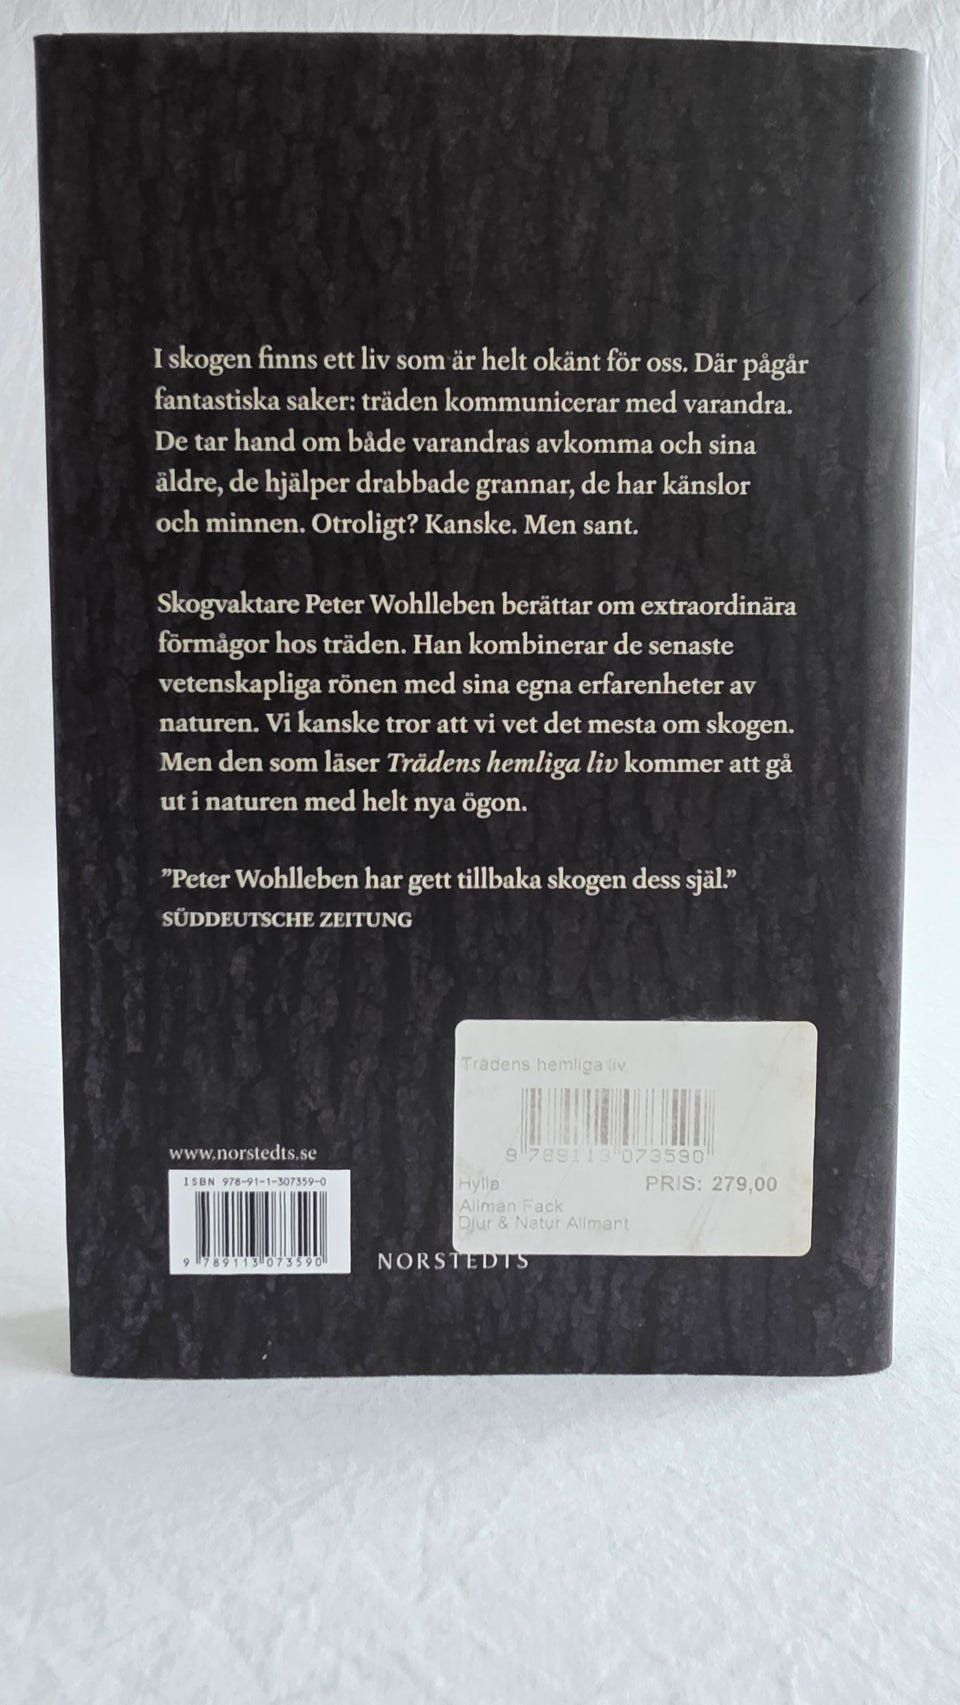 I skogen finns ett liv som är helt okänt för oss. Där pågår
fantastiska saker: träden kommunicerar med varandra.
De tar hand om både varandras avkomma och sina
äldre, de hjälper drabbade grannar, de har känslor
och minnen. Otroligt? Kanske. Men sant.
Skogvaktare Peter Wohlleben berättar om extraordinära
förmågor hos träden. Han kombinerar de senaste
vetenskapliga rönen med sina egna erfarenheter av
naturen. Vi kanske tror att vi vet det mesta om skogen.
Men den som läser Trädens hemliga liv kommer att gå
ut i naturen med helt nya ögon.
”Peter Wohlleben har gett tillbaka skogen dess själ.”
SÜDDEUTSCHE ZEITUNG
Trädens hemliga liv
9 789113 073590
Hylla:
PRIS: 279,00
Allmän Fack
Djur & Natur Allmänt
www.norstedts.se
ISBN 978-91-1-307359-0
9 789113 073590
NORSTEDTS